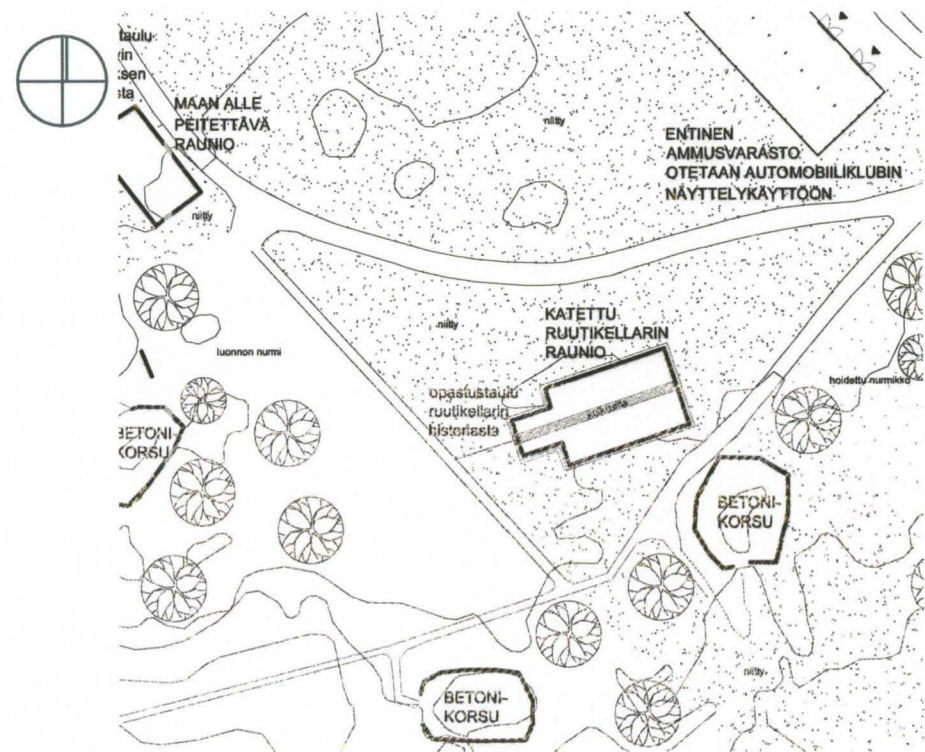 MAAN ALLE
PEITETTÄVÄ
RAUNIO
niitty
niitty
ENTINEN
AMMUSVARASTO
OTETAAN AUTOMOBIILIKLUBIN
NÄYTTELYKÄYTTÖÖN
niitty
KATETTU
RUUTIKELLARIN
RAUNIO
luonnon nurmi
opastustaulu
ruutikellarin
historiasta
hoidettu nurmikko
BETONI-
KORSU
BETONI-
KORSU
niitty
BETONI-
KORSU